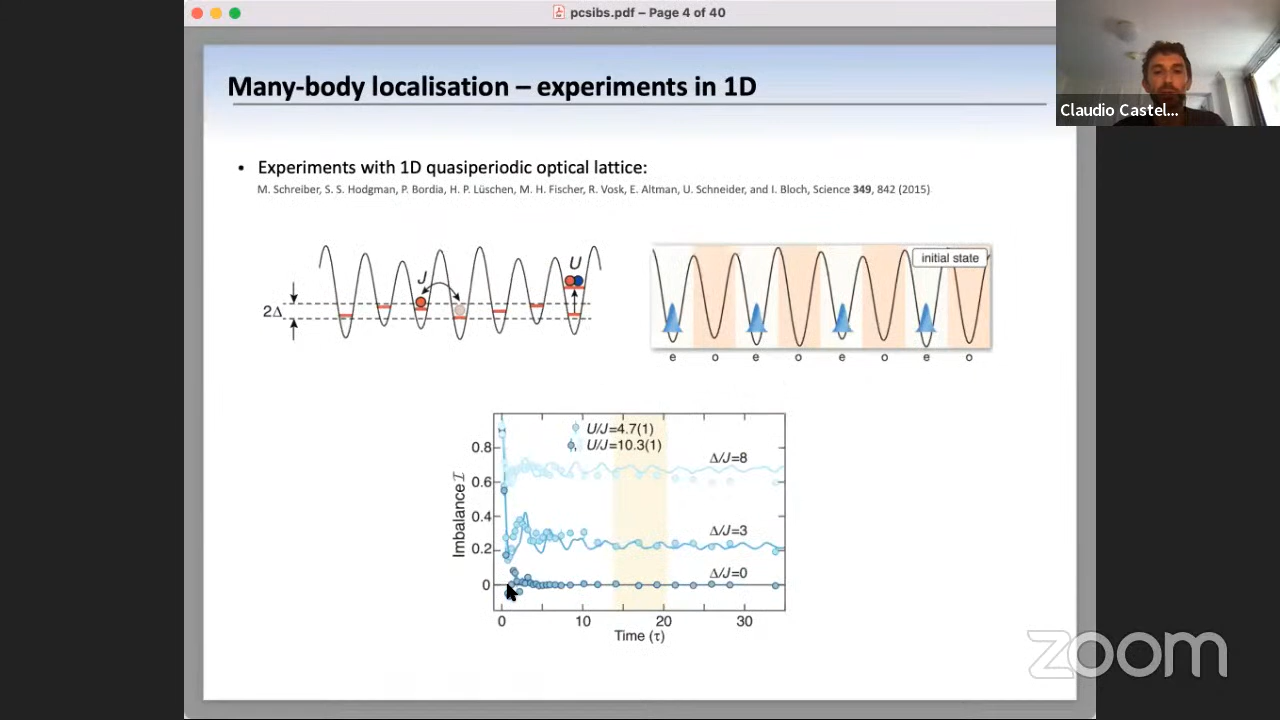 pcsibs.pdf – Page 4 of 40
Claudio Castel...
Many-body localisation – experiments in 1D
• Experiments with 1D quasiperiodic optical lattice:
M. Schreiber, S. S. Hodgman, P. Bordia, H. P. Lüschen, M. H. Fischer, R. Vosk, E. Altman, U. Schneider, and I. Bloch, Science 349, 842 (2015)
2Δ
J
U
initial state
e o e o e o e o
U/J=4.7(1)
U/J=10.3(1)
Δ/J=8
Δ/J=3
Δ/J=0
Imbalance ℐ
0.8
0.6
0.4
0.2
0
0 10 20 30
Time (τ)
zoom